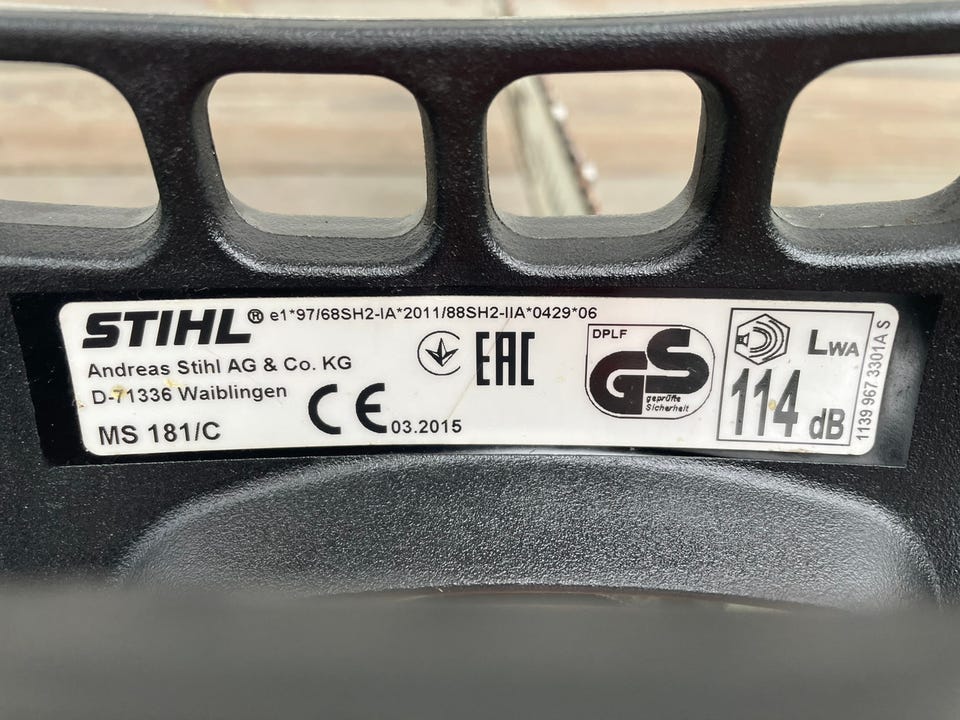 STIHL® e1*97/68SH2-IA*2011/88SH2-IIA*0429*06
Andreas Stihl AG & Co. KG
D-71336 Waiblingen
MS 181/C
CE 03.2015
EAC
DPLF
GS
geprüfte
Sicherheit
LWA
114 dB
1139 967 3301A S